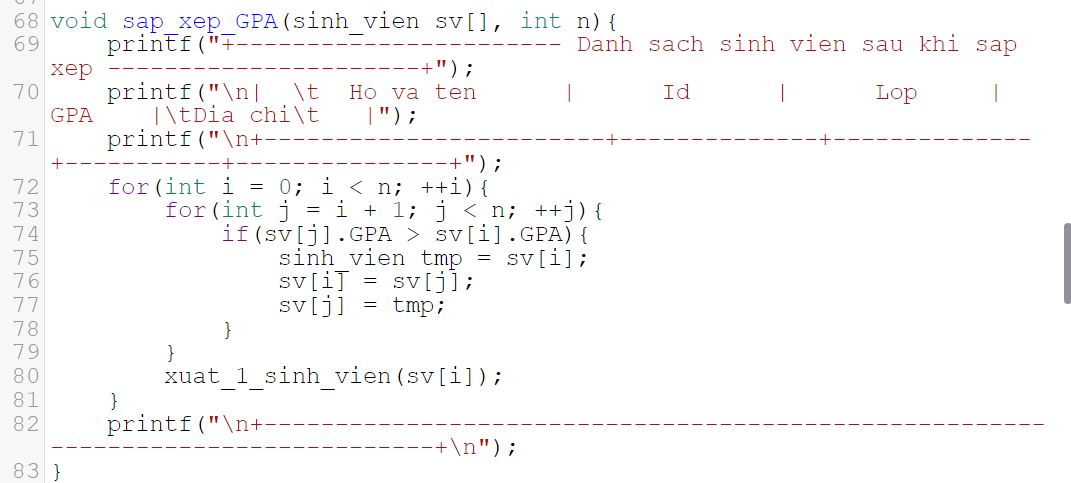 68 void sap_xep_GPA(sinh_vien sv[], int n){
69     printf("+----------------------- Danh sach sinh vien sau khi sap
xep ----------------------+");
70     printf("\n|  \t  Ho va ten      |      Id      |      Lop     |
GPA    |\tDia chi\t   |");
71     printf("\n+------------------------+--------------+--------------
+-----------+---------------+");
72     for(int i = 0; i < n; ++i){
73         for(int j = i + 1; j < n; ++j){
74             if(sv[j].GPA > sv[i].GPA){
75                 sinh_vien tmp = sv[i];
76                 sv[i] = sv[j];
77                 sv[j] = tmp;
78             }
79         }
80         xuat_1_sinh_vien(sv[i]);
81     }
82     printf("\n+-------------------------------------------------------
---------------------------+\n");
83 }